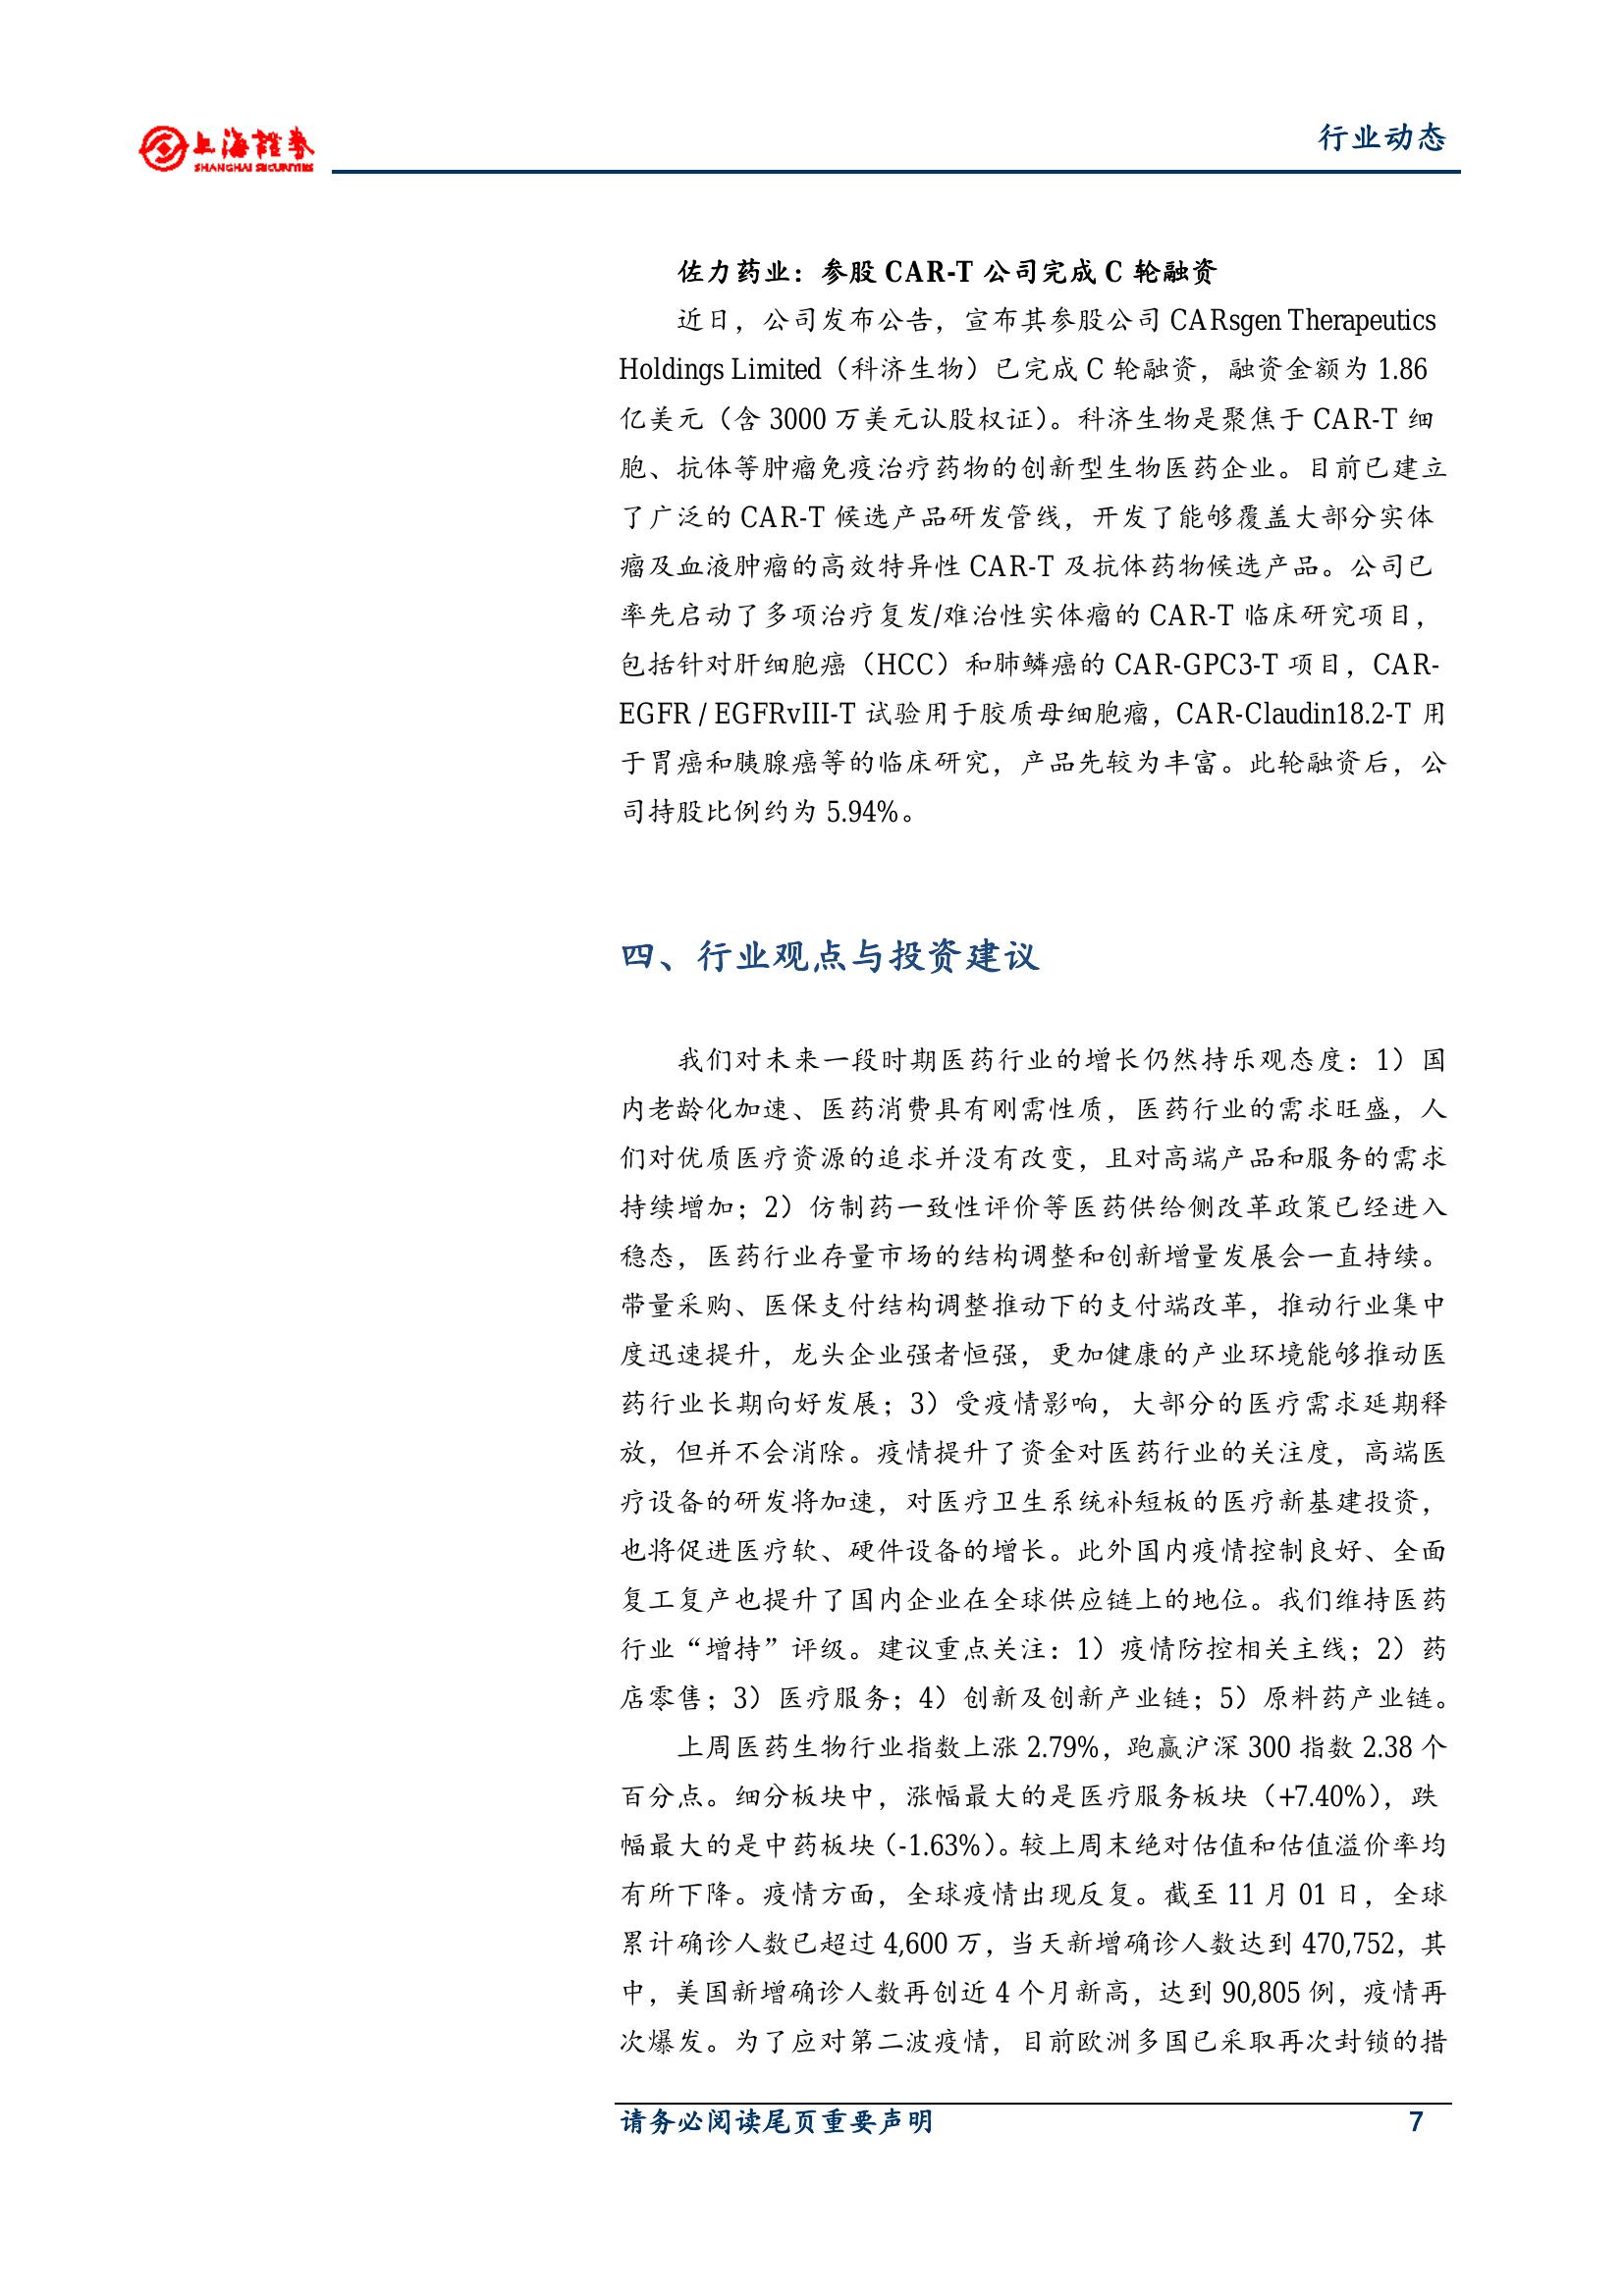 上海證券
SHANGHAI SECURITIES
行业动态
佐力药业：参股 CAR-T 公司完成 C 轮融资
近日，公司发布公告，宣布其参股公司 CARsgen Therapeutics
Holdings Limited（科济生物）已完成 C 轮融资，融资金额为 1.86
亿美元（含 3000 万美元认股权证）。科济生物是聚焦于 CAR-T 细
胞、抗体等肿瘤免疫治疗药物的创新型生物医药企业。目前已建立
了广泛的 CAR-T 候选产品研发管线，开发了能够覆盖大部分实体
瘤及血液肿瘤的高效特异性 CAR-T 及抗体药物候选产品。公司已
率先启动了多项治疗复发/难治性实体瘤的 CAR-T 临床研究项目，
包括针对肝细胞癌（HCC）和肺鳞癌的 CAR-GPC3-T 项目，CAR-
EGFR / EGFRvIII-T 试验用于胶质母细胞瘤，CAR-Claudin18.2-T 用
于胃癌和胰腺癌等的临床研究，产品先较为丰富。此轮融资后，公
司持股比例约为 5.94%。
四、行业观点与投资建议
我们对未来一段时期医药行业的增长仍然持乐观态度：1）国
内老龄化加速、医药消费具有刚需性质，医药行业的需求旺盛，人
们对优质医疗资源的追求并没有改变，且对高端产品和服务的需求
持续增加；2）仿制药一致性评价等医药供给侧改革政策已经进入
稳态，医药行业存量市场的结构调整和创新增量发展会一直持续。
带量采购、医保支付结构调整推动下的支付端改革，推动行业集中
度迅速提升，龙头企业强者恒强，更加健康的产业环境能够推动医
药行业长期向好发展；3）受疫情影响，大部分的医疗需求延期释
放，但并不会消除。疫情提升了资金对医药行业的关注度，高端医
疗设备的研发将加速，对医疗卫生系统补短板的医疗新基建投资，
也将促进医疗软、硬件设备的增长。此外国内疫情控制良好、全面
复工复产也提升了国内企业在全球供应链上的地位。我们维持医药
行业“增持”评级。建议重点关注：1）疫情防控相关主线；2）药
店零售；3）医疗服务；4）创新及创新产业链；5）原料药产业链。
上周医药生物行业指数上涨 2.79%，跑赢沪深 300 指数 2.38 个
百分点。细分板块中，涨幅最大的是医疗服务板块（+7.40%），跌
幅最大的是中药板块（-1.63%）。较上周末绝对估值和估值溢价率均
有所下降。疫情方面，全球疫情出现反复。截至 11 月 01 日，全球
累计确诊人数已超过 4,600 万，当天新增确诊人数达到 470,752，其
中，美国新增确诊人数再创近 4 个月新高，达到 90,805 例，疫情再
次爆发。为了应对第二波疫情，目前欧洲多国已采取再次封锁的措
请务必阅读尾页重要声明 7